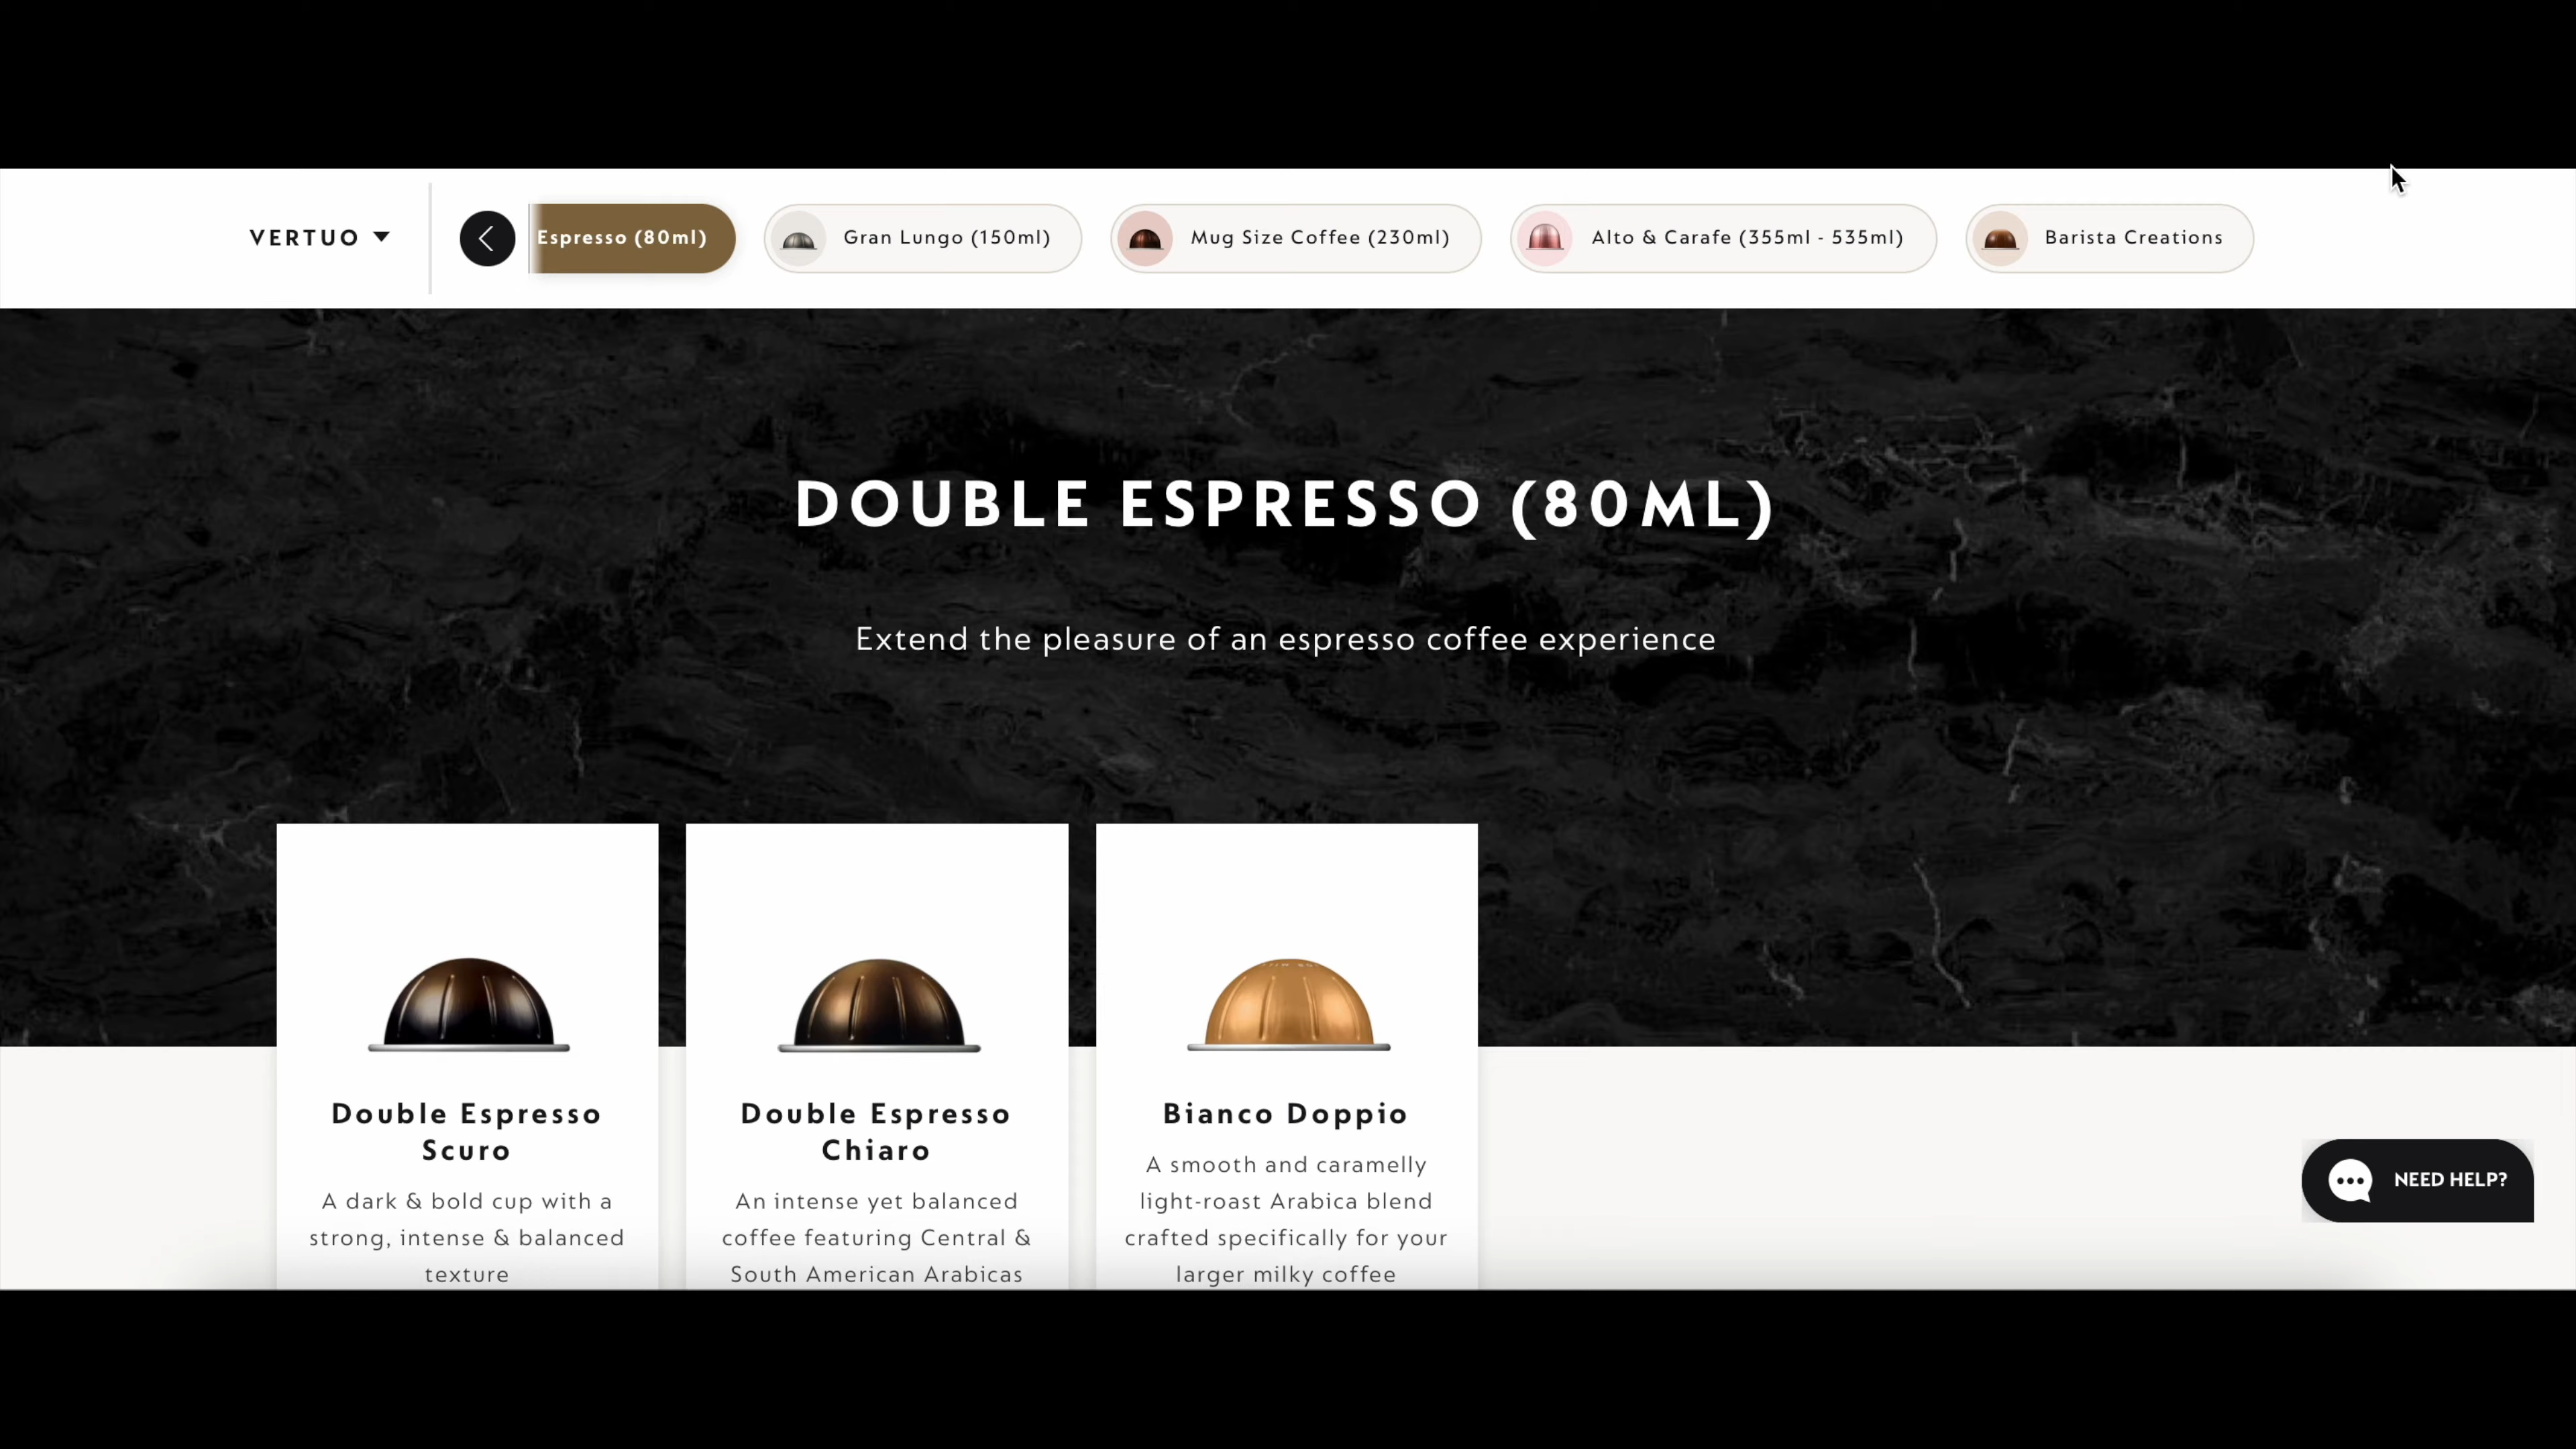 VERTUO
Espresso (80ml)
Gran Lungo (150ml)
Mug Size Coffee (230ml)
Alto & Carafe (355ml - 535ml)
Barista Creations
DOUBLE ESPRESSO (80ML)
Extend the pleasure of an espresso coffee experience
Double Espresso
Scuro
A dark & bold cup with a
strong, intense & balanced
texture
Double Espresso
Chiaro
An intense yet balanced
coffee featuring Central &
South American Arabicas
Bianco Doppio
A smooth and caramelly
light-roast Arabica blend
crafted specifically for your
larger milky coffee
NEED HELP?